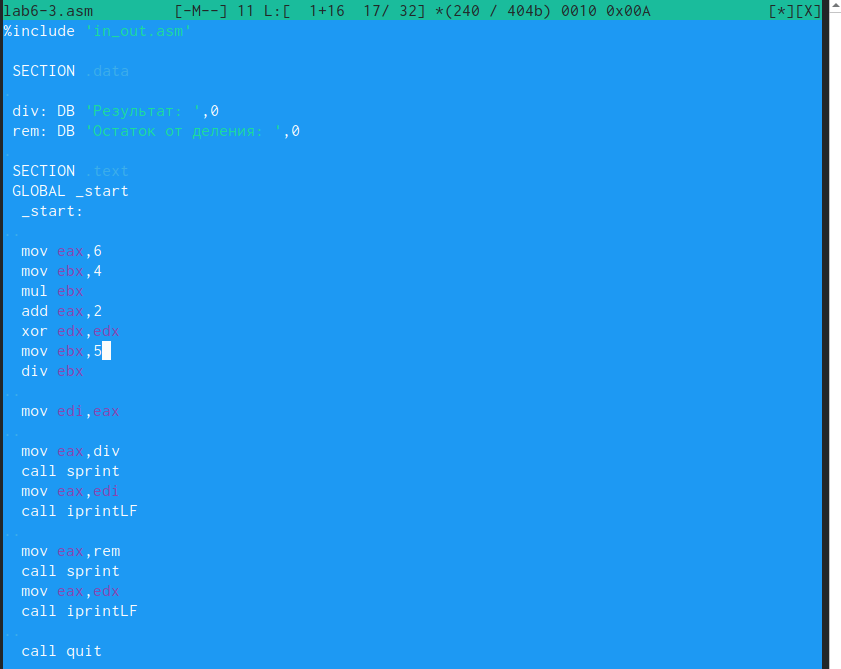 lab6-3.asm [-M--] 11 L:[ 1+16 17/ 32] *(240 / 404b) 0010 0x00A [*][X]
%include 'in_out.asm'
SECTION .data
.
div: DB 'Результат: ',0
rem: DB 'Остаток от деления: ',0
.
SECTION .text
GLOBAL _start
_start:
..
mov eax,6
mov ebx,4
mul ebx
add eax,2
xor edx,edx
mov ebx,5
div ebx
..
mov edi,eax
..
mov eax,div
call sprint
mov eax,edi
call iprintLF
..
mov eax,rem
call sprint
mov eax,edx
call iprintLF
..
call quit